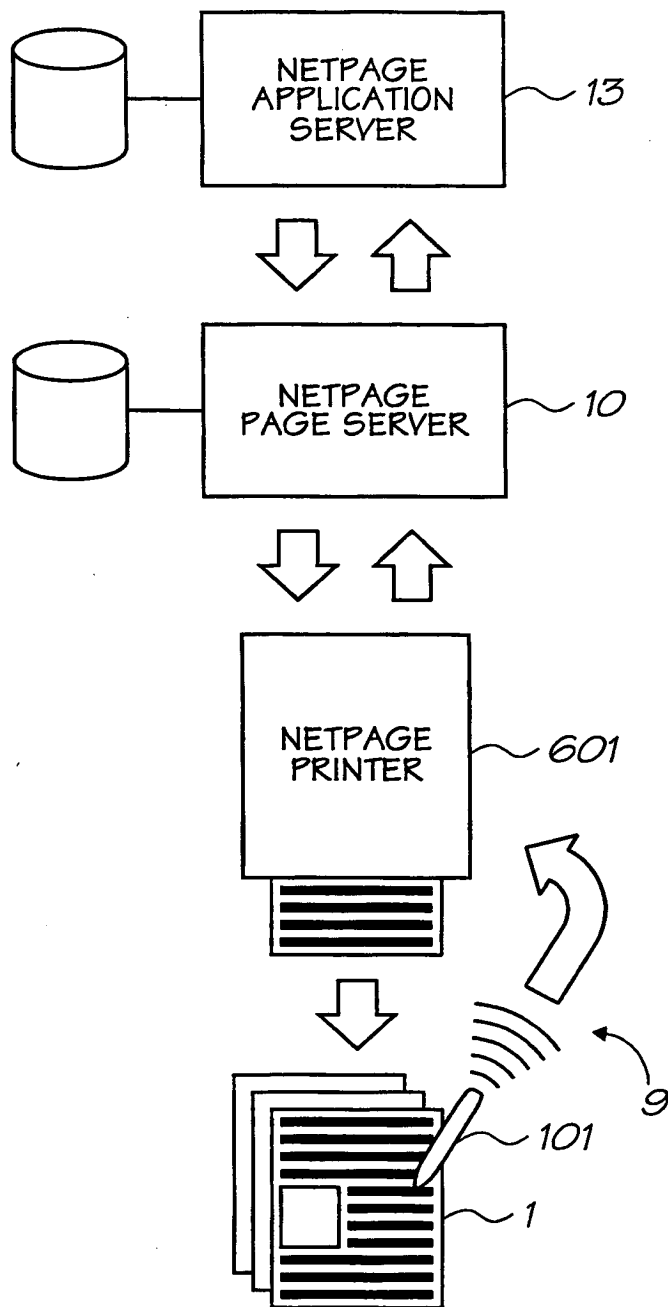 NETPAGE
APPLICATION
SERVER
13
NETPAGE
PAGE SERVER
10
NETPAGE
PRINTER
601
9
101
1